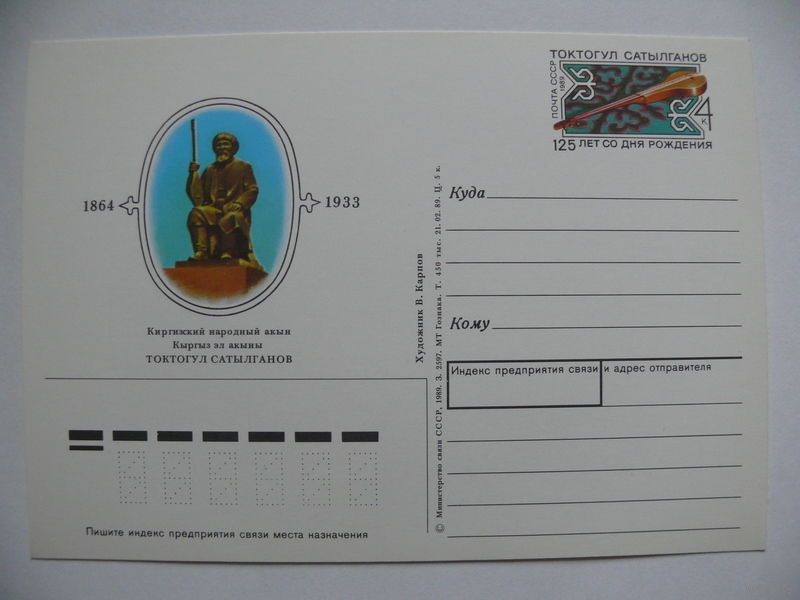 ТОКТОГУЛ САТЫЛГАНОВ
ПОЧТА СССР
1989
4 к
125 ЛЕТ СО ДНЯ РОЖДЕНИЯ
1864
1933
Киргизский народный акын
Кыргыз эл акыны
ТОКТОГУЛ САТЫЛГАНОВ
Художник В. Карпов
© Министерство связи СССР, 1989. З. 2597. МТ Гознака. Т. 450 тыс. 21. 02. 89. Ц. 5 к.
Куда
Кому
Индекс предприятия связи и адрес отправителя
Пишите индекс предприятия связи места назначения